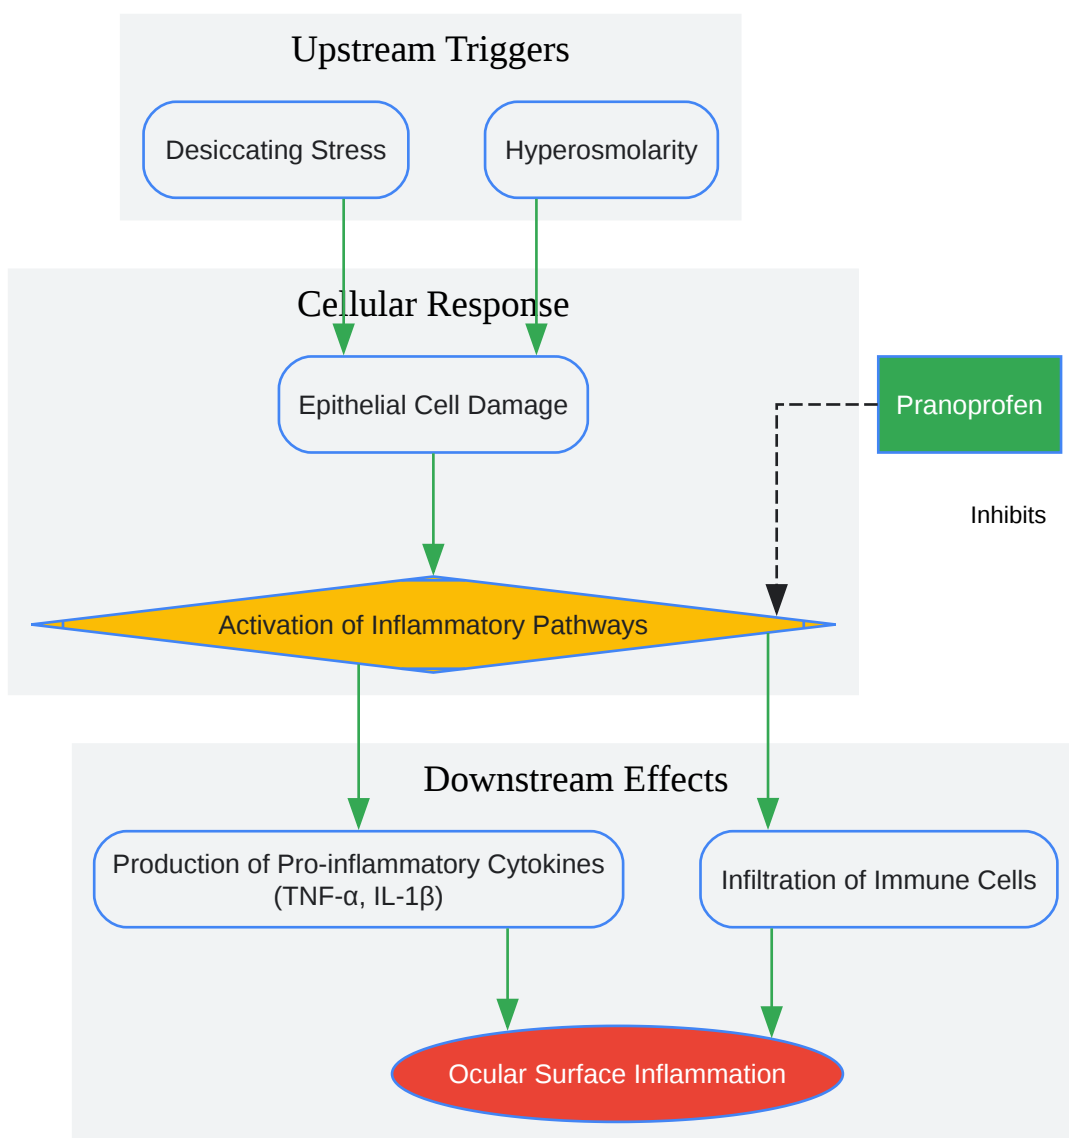 Upstream Triggers
Desiccating Stress
Hyperosmolarity
Cellular Response
Epithelial Cell Damage
Pranoprofen
Inhibits
Activation of Inflammatory Pathways
Downstream Effects
Production of Pro-inflammatory Cytokines
(TNF-α, IL-1β)
Infiltration of Immune Cells
Ocular Surface Inflammation